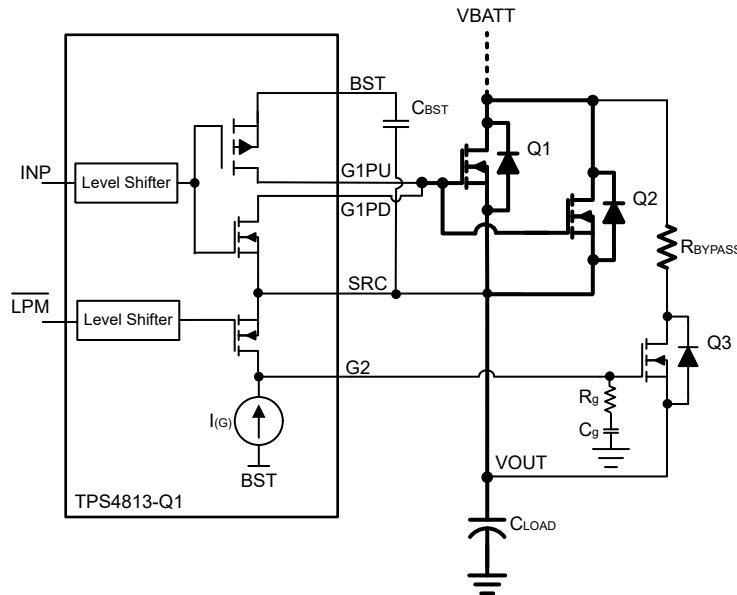 VBATT
BST
CBST
INP
Level Shifter
G1PU
G1PD
Q1
Q2
RBYPASS
SRC
LPM
Level Shifter
Q3
G2
Rg
Cg
I(G)
BST
VOUT
TPS4813-Q1
CLOAD